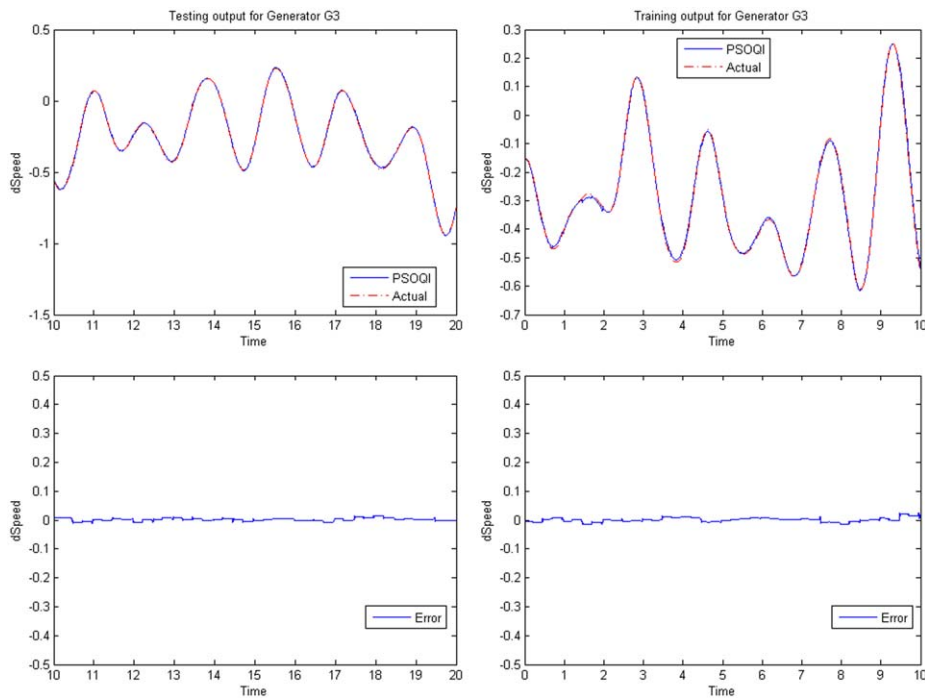 Testing output for Generator G3
0.5
0
-0.5
-1
-1.5
dSpeed
PSOQI
Actual
10 11 12 13 14 15 16 17 18 19 20
Time
Training output for Generator G3
0.3
0.2
0.1
0
-0.1
-0.2
-0.3
-0.4
-0.5
-0.6
-0.7
dSpeed
PSOQI
Actual
0 1 2 3 4 5 6 7 8 9 10
Time
0.5
0.4
0.3
0.2
0.1
0
-0.1
-0.2
-0.3
-0.4
-0.5
dSpeed
Error
10 11 12 13 14 15 16 17 18 19 20
Time
0.5
0.4
0.3
0.2
0.1
0
-0.1
-0.2
-0.3
-0.4
-0.5
dSpeed
Error
0 1 2 3 4 5 6 7 8 9 10
Time